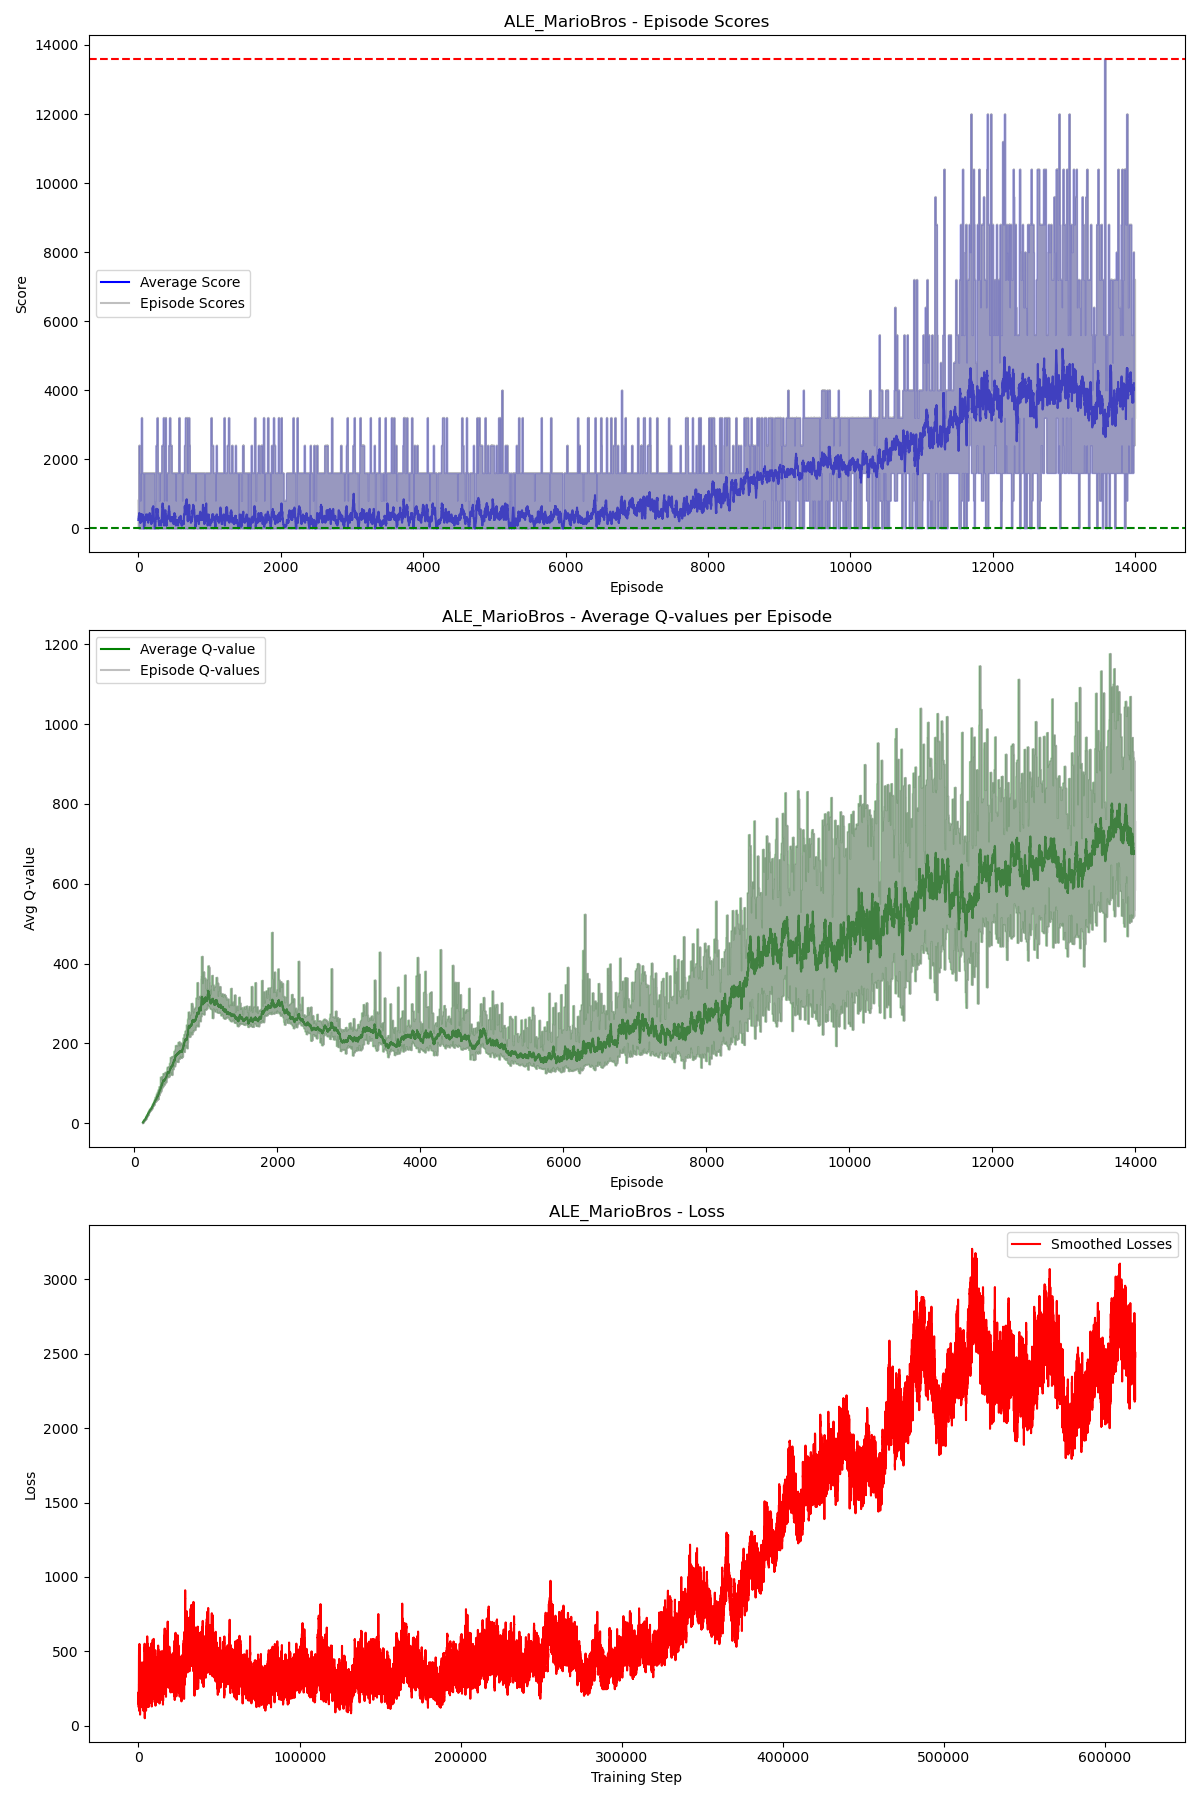 ALE_MarioBros - Episode Scores
14000
12000
10000
8000
6000
4000
2000
0
Score
Average Score
Episode Scores
0 2000 4000 6000 8000 10000 12000 14000
Episode
ALE_MarioBros - Average Q-values per Episode
1200
1000
800
600
400
200
0
Avg Q-value
Average Q-value
Episode Q-values
0 2000 4000 6000 8000 10000 12000 14000
Episode
ALE_MarioBros - Loss
3000
2500
2000
1500
1000
500
0
Loss
Smoothed Losses
0 100000 200000 300000 400000 500000 600000
Training Step